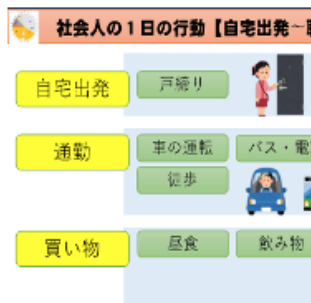 社会人の1日の行動【自宅出発～
自宅出発
戸締り
通勤
車の運転
バス・電
徒歩
買い物
昼食
飲み物